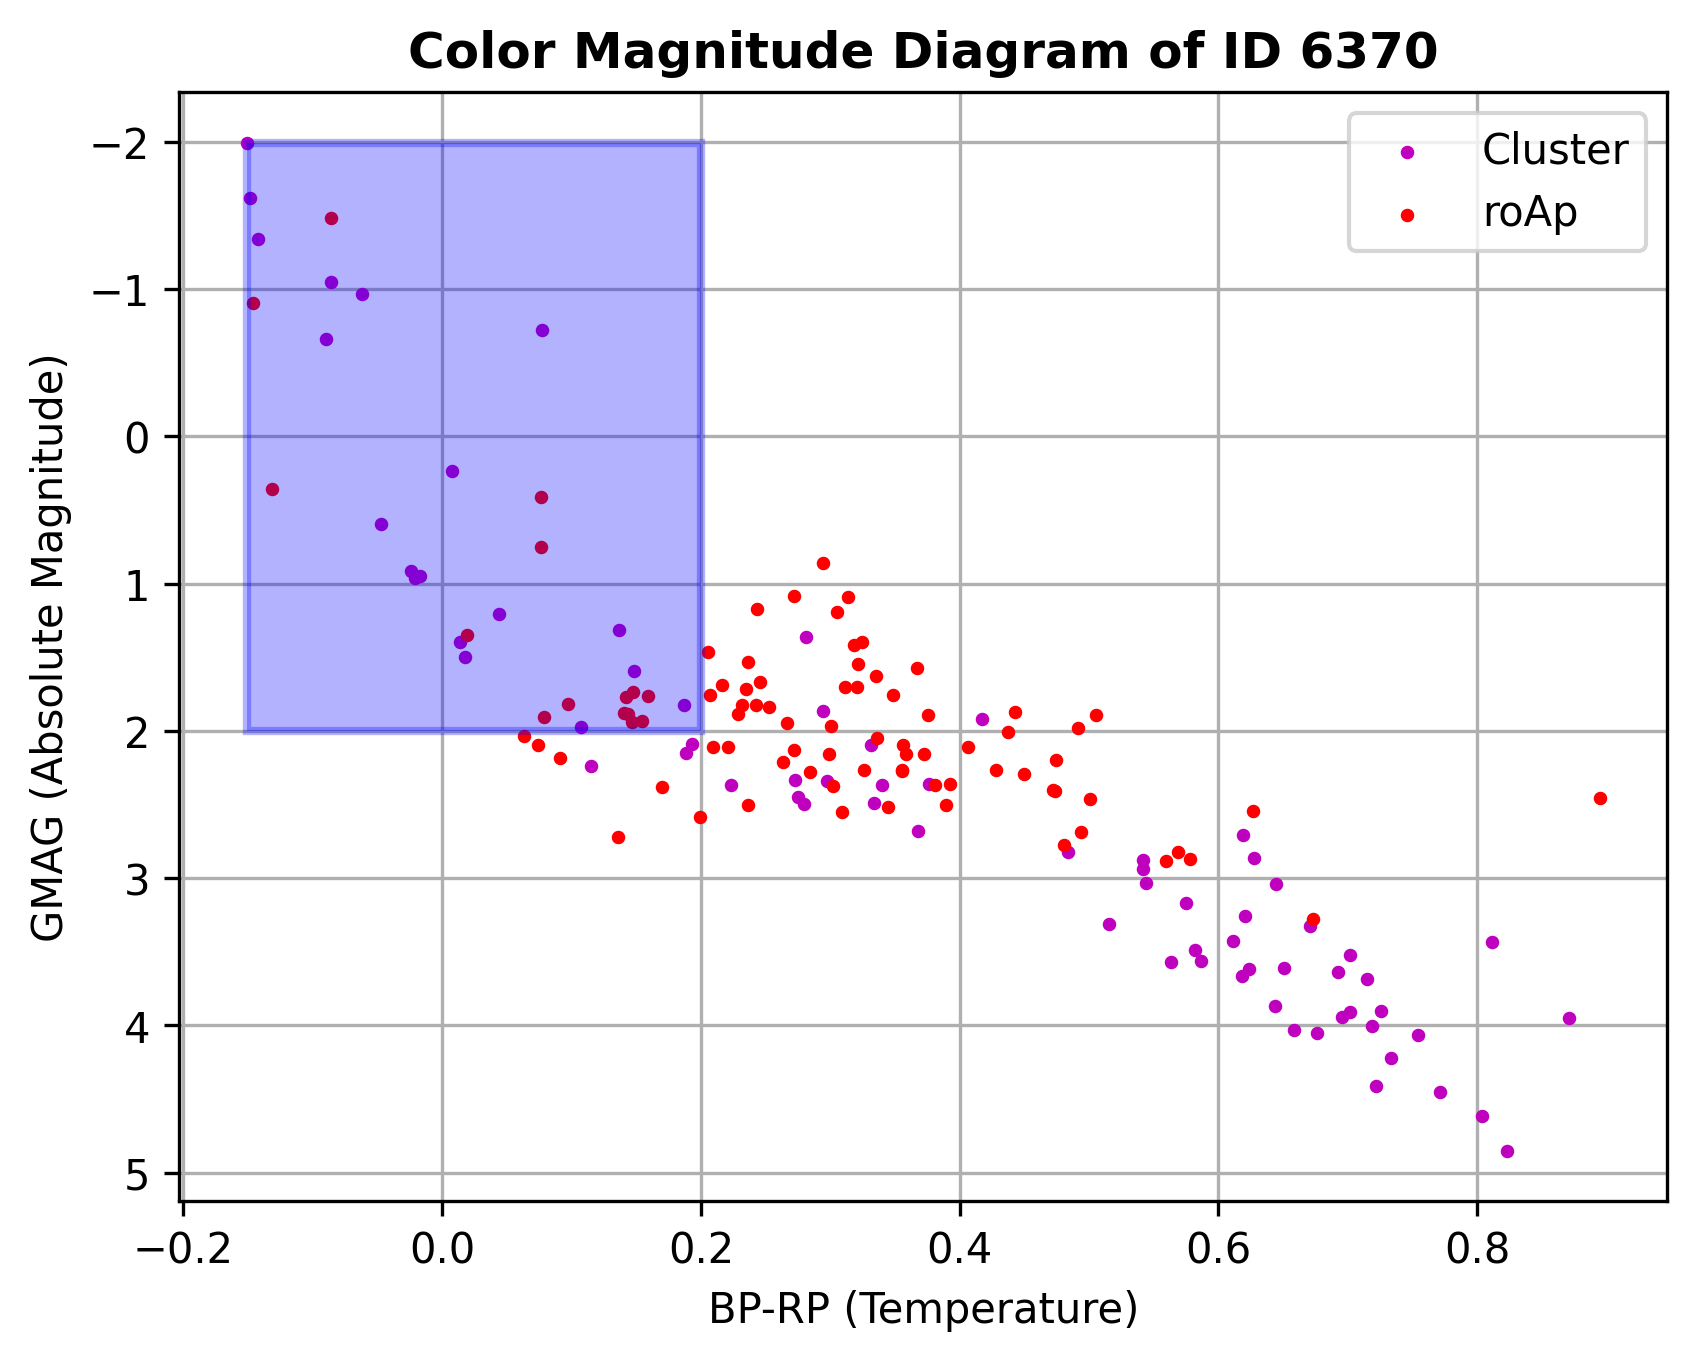 Color Magnitude Diagram of ID 6370
Cluster
roAp
−2
−1
0
1
2
3
4
5
GMAG (Absolute Magnitude)
−0.2 0.0 0.2 0.4 0.6 0.8
BP-RP (Temperature)